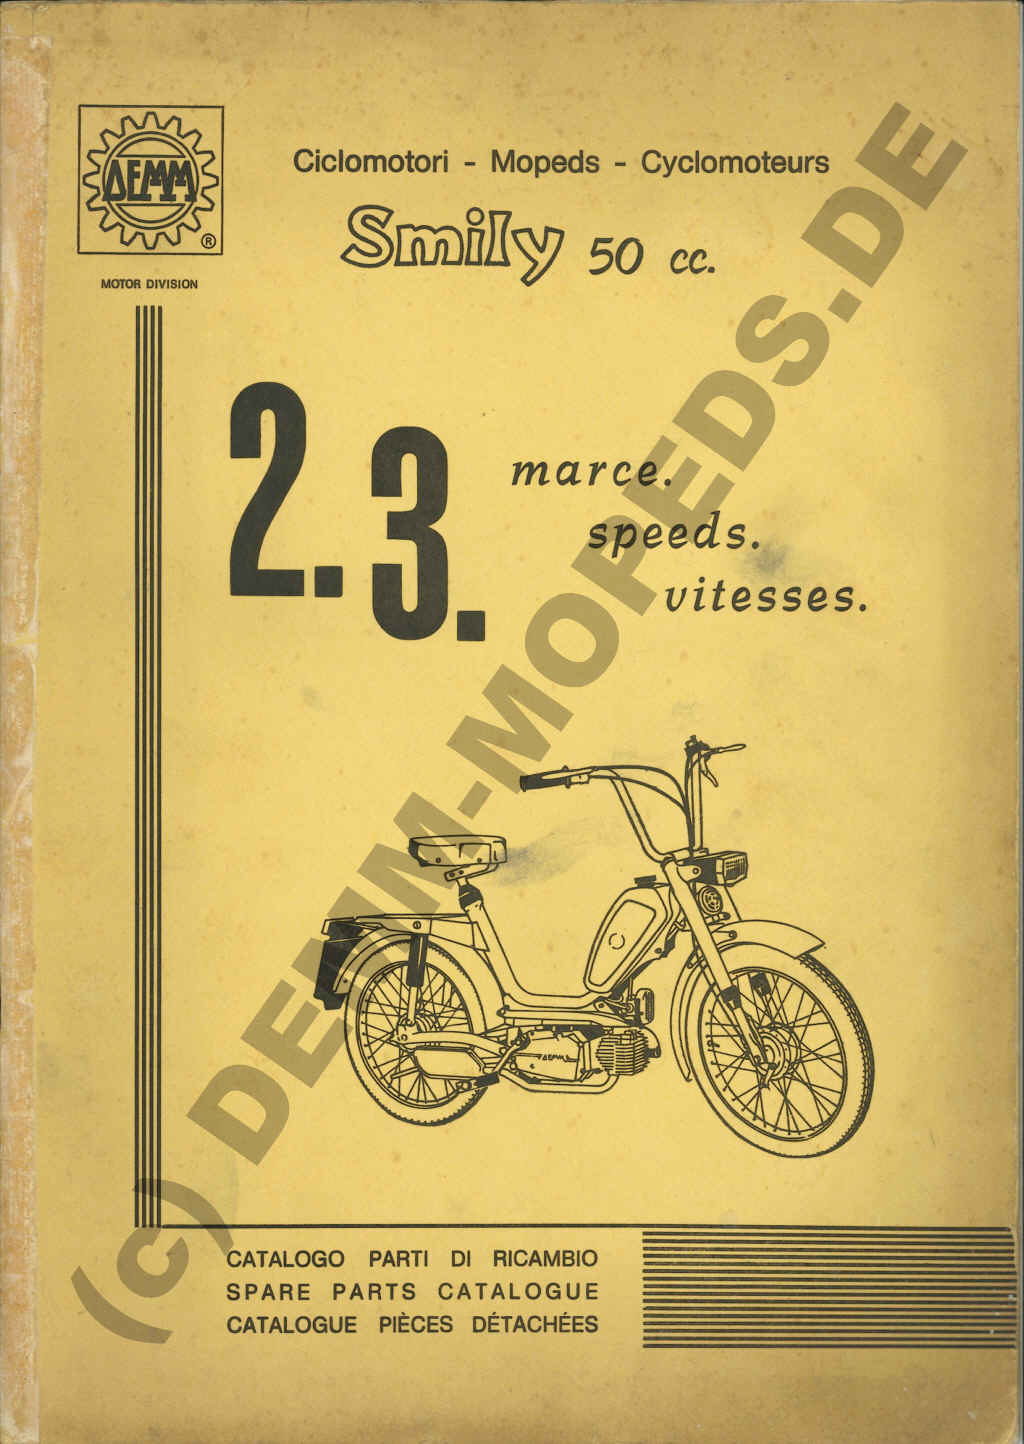 DEMM
®
MOTOR DIVISION
Ciclomotori - Mopeds - Cyclomoteurs
Smily 50 cc.
2. 3.
marce.
speeds.
vitesses.
DEMM
CATALOGO PARTI DI RICAMBIO
SPARE PARTS CATALOGUE
CATALOGUE PIÈCES DÉTACHÉES
(c) DEMM-MOPEDS.DE